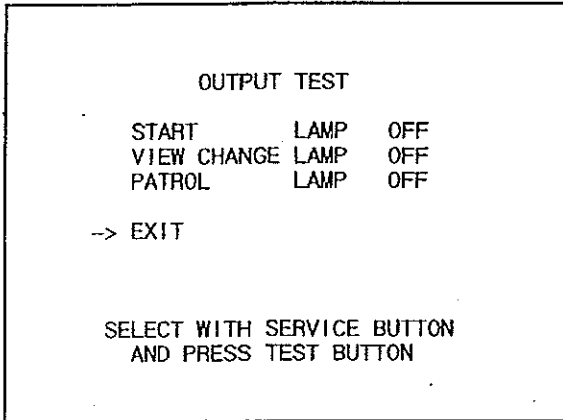 OUTPUT TEST
START LAMP OFF
VIEW CHANGE LAMP OFF
PATROL LAMP OFF
--> EXIT
SELECT WITH SERVICE BUTTON
AND PRESS TEST BUTTON